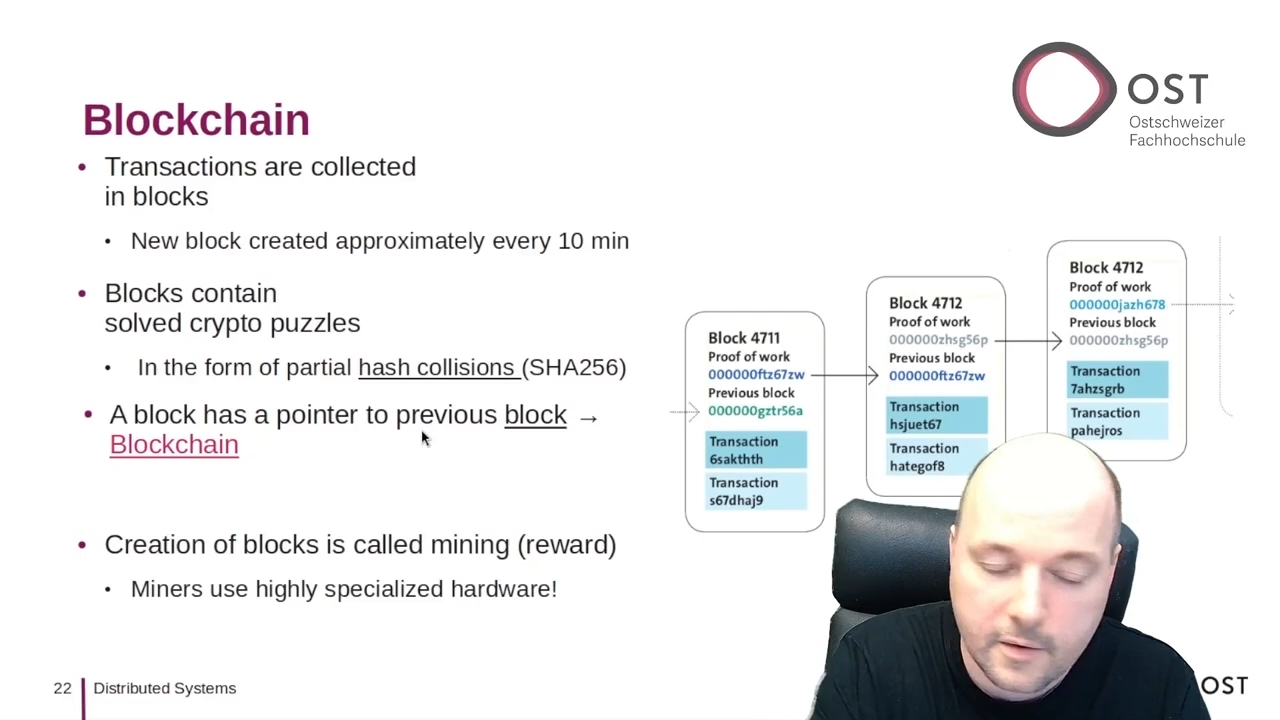 OST
Ostschweizer
Fachhochschule
Blockchain
• Transactions are collected
in blocks
• New block created approximately every 10 min
• Blocks contain
solved crypto puzzles
• In the form of partial hash collisions (SHA256)
• A block has a pointer to previous block →
Blockchain
• Creation of blocks is called mining (reward)
• Miners use highly specialized hardware!
Block 4711
Proof of work
000000ftz67zw
Previous block
000000gztr56a
Transaction
6sakthth
Transaction
s67dhaj9
Block 4712
Proof of work
000000zhsg56p
Previous block
000000ftz67zw
Transaction
hsjuet67
Transaction
hategof8
Block 4712
Proof of work
000000jazh678
Previous block
000000zhsg56p
Transaction
7ahzsgrb
Transaction
pahejros
22 Distributed Systems
OST